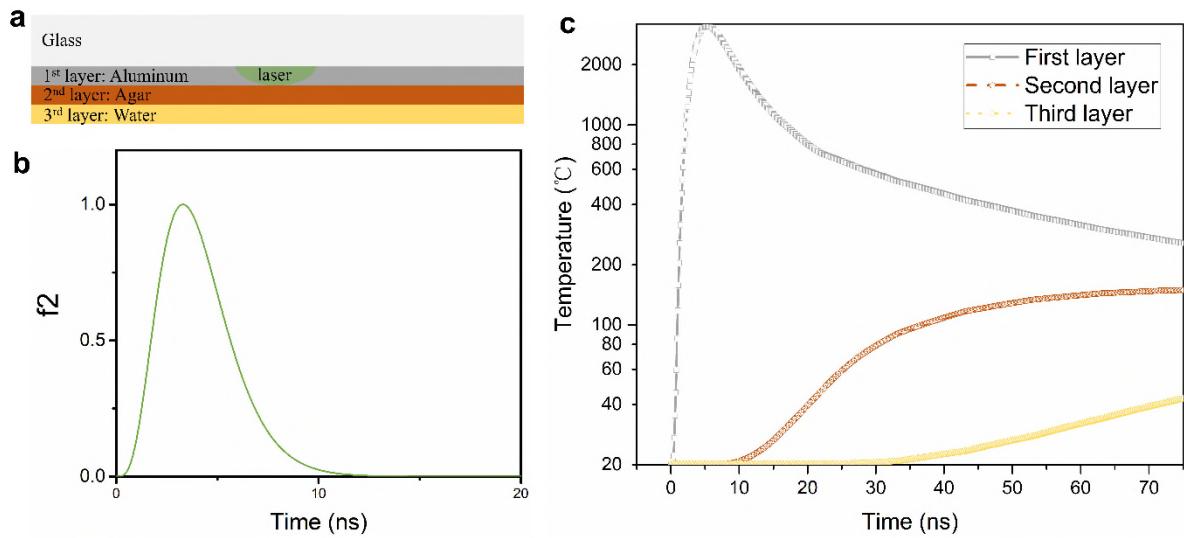 a
Glass
1st layer: Aluminum
laser
2nd layer: Agar
3rd layer: Water
b
f2
1.0
0.5
0.0
0
10
20
Time (ns)
c
Temperature (℃)
2000
1000
800
600
400
200
100
80
60
40
20
First layer
Second layer
Third layer
0
10
20
30
40
50
60
70
Time (ns)